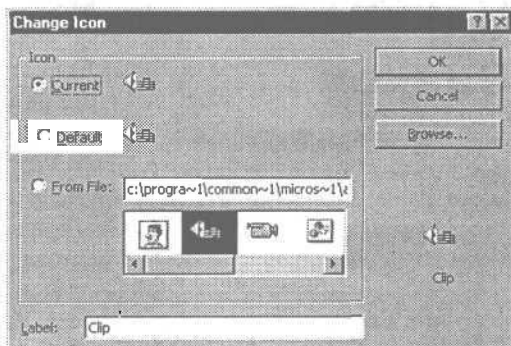 Change Icon
Icon
Current
OK
Cancel
Default
Browse...
From File: c:\progra~1\common~1\micros~1\a
Clip
Label: Clip